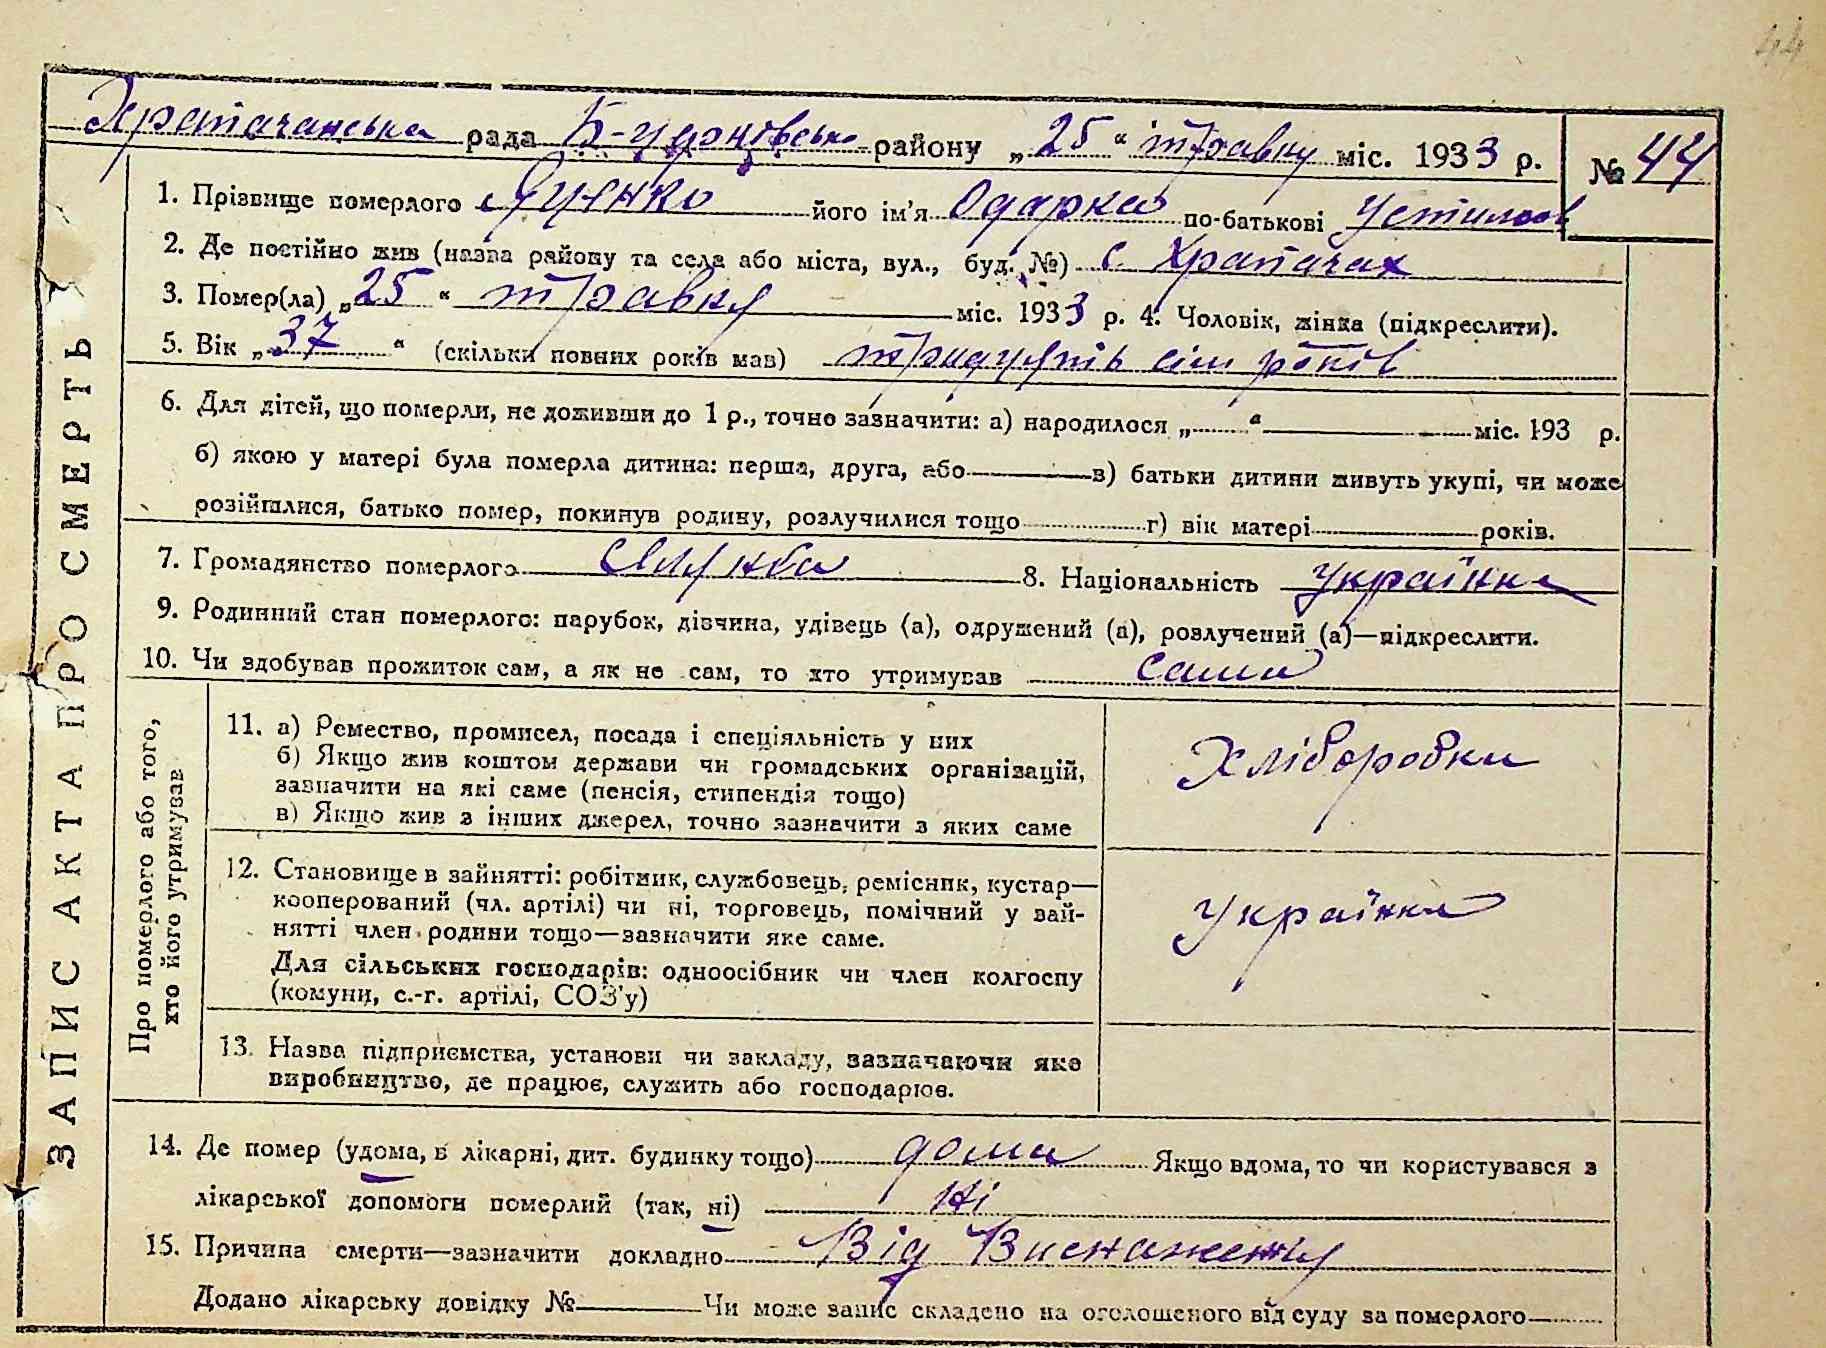 44
Храпачанська рада Б-Церківсько району „25“ травня міс. 1933 р. № 44
1. Прізвище померлого його ім'я Одарка по-батькові
2. Де постійно жив (назва району та села або міста, вул., буд. №) с. Храпачах
3. Помер(ла) „25“ травня міс. 1933 р. 4. Чоловік, жінка (підкреслити).
5. Вік „37“ (скільки повних років мав) тридцять сім років
6. Для дітей, що померли, не доживши до 1 р., точно зазначити: а) народилося „ “ міс. 193 р.
б) якою у матері була померла дитина: перша, друга, або в) батьки дитини живуть укупі, чи може
розійшлися, батько помер, покинув родину, розлучилися тощо г) вік матері років.
7. Громадянство померлого 8. Національність українка
9. Родинний стан померлого: парубок, дівчина, удівець (а), одружений (а), розлучений (а)—підкреслити.
10. Чи здобував прожиток сам, а як не сам, то хто утримував сама
ЗАПИС АКТА ПРО СМЕРТЬ
Про померлого або того,
хто його утримував
11. а) Ремество, промисел, посада і спеціяльність у них
б) Якщо жив коштом держави чи громадських організацій,
зазначити на які саме (пенсія, стипендія тощо)
в) Якщо жив з інших джерел, точно зазначити з яких саме
Хліборобка
12. Становище в зайнятті: робітник, службовець, ремісник, кустар—
кооперований (чл. артілі) чи ні, торговець, помічний у зай-
нятті член родини тощо—зазначити яке саме.
Для сільських господарів: одноосібник чи член колгоспу
(комуни, с.-г. артілі, СОЗ'у)
українка
13. Назва підприємства, установи чи закладу, зазначаючи яке
виробництво, де працює, служить або господарює.
14. Де помер (удома, в лікарні, дит. будинку тощо) дома Якщо вдома, то чи користувався з
лікарської допомоги померлий (так, ні) Ні
15. Причина смерти—зазначити докладно Від Виснаження
Додано лікарську довідку № Чи може запис складено на оголошеного від суду за померлого